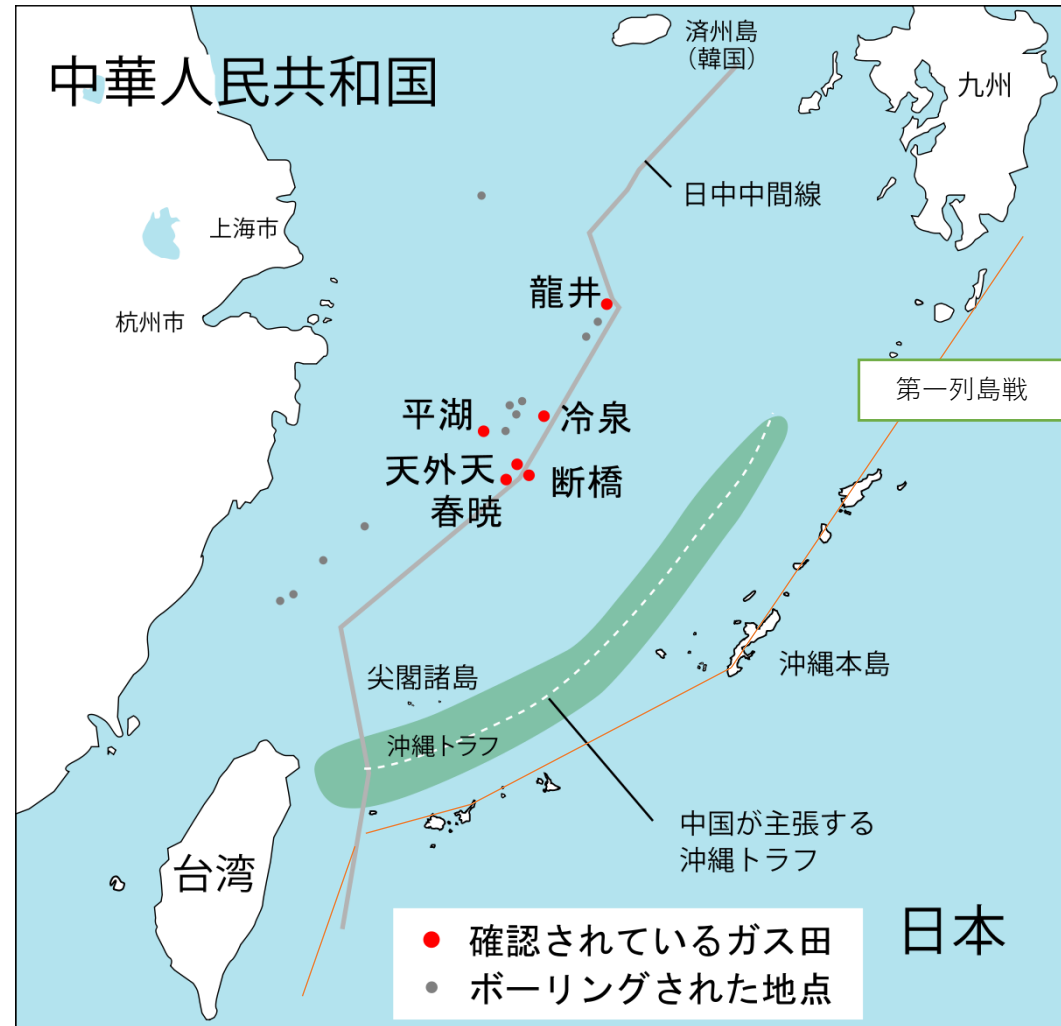 中華人民共和国
済州島
（韓国）
九州
日中中間線
上海市
杭州市
龍井
第一列島戦
平湖
冷泉
天外天
断橋
春暁
尖閣諸島
沖縄本島
沖縄トラフ
中国が主張する
沖縄トラフ
台湾
日本
確認されているガス田
ボーリングされた地点